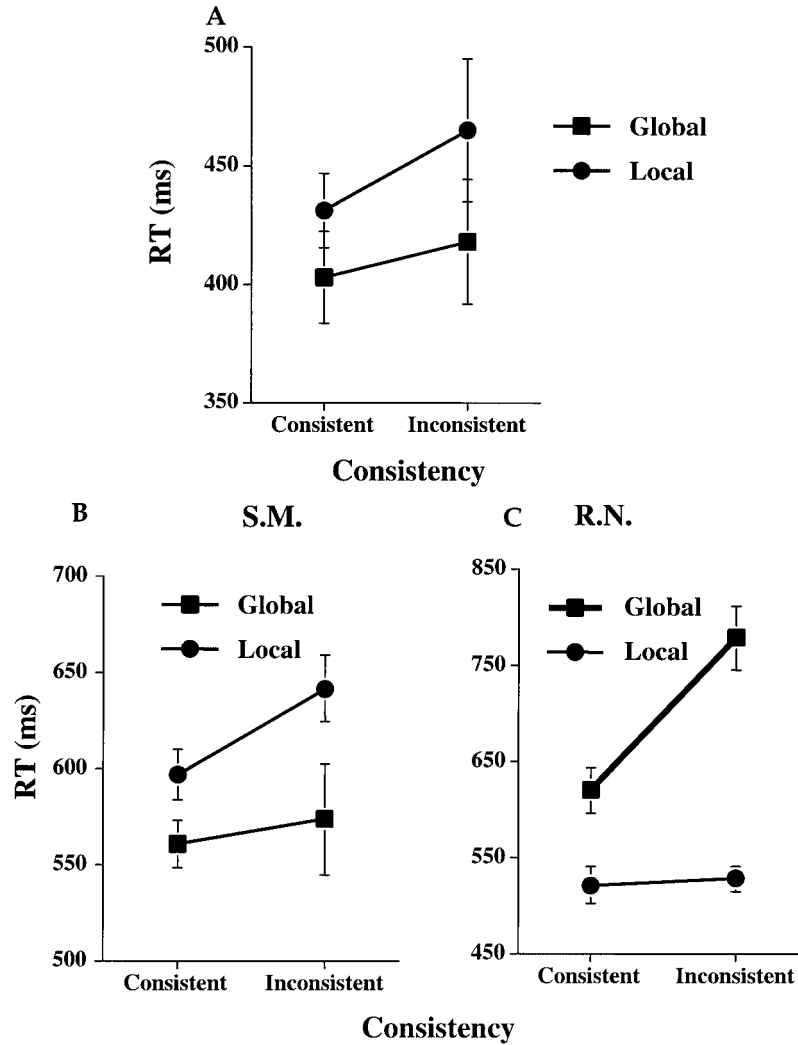 A
500
450
400
350
RT (ms)
Global
Local
Consistent Inconsistent
Consistency
B S.M.
700
650
600
550
500
RT (ms)
Global
Local
Consistent Inconsistent
C R.N.
850
750
650
550
450
Global
Local
Consistent Inconsistent
Consistency